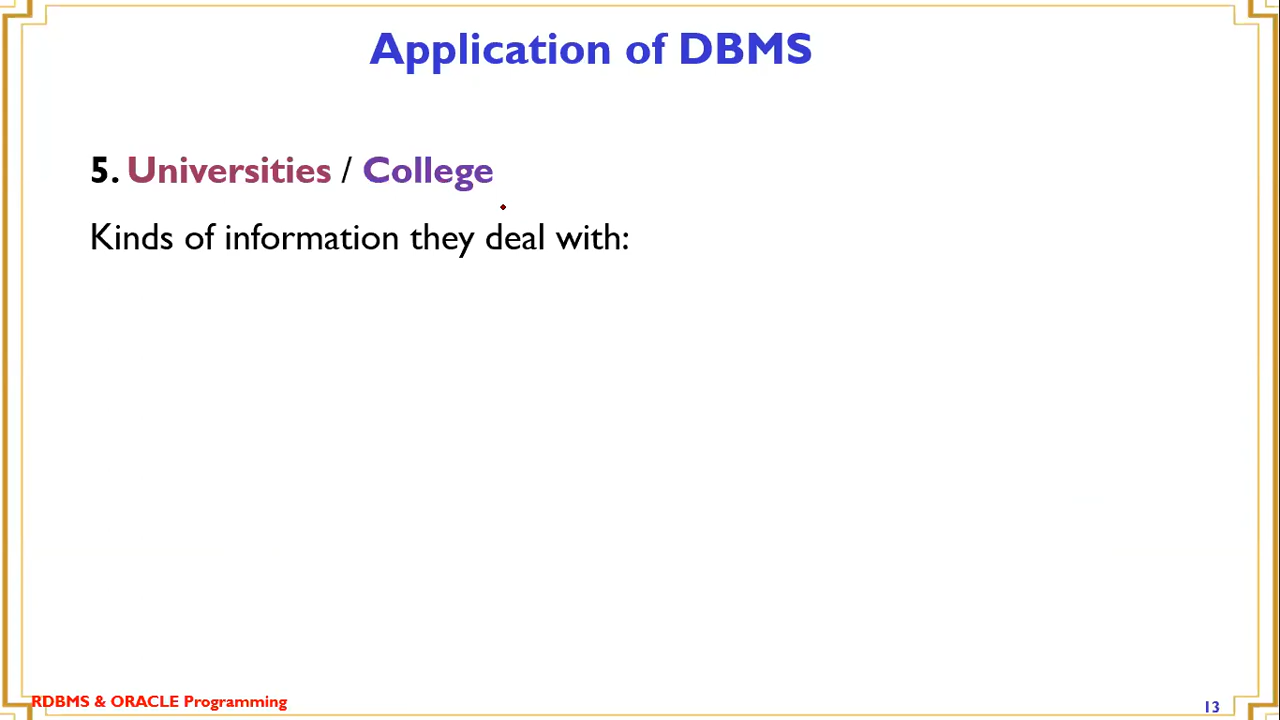 Application of DBMS
5. Universities / College
Kinds of information they deal with:
RDBMS & ORACLE Programming
13